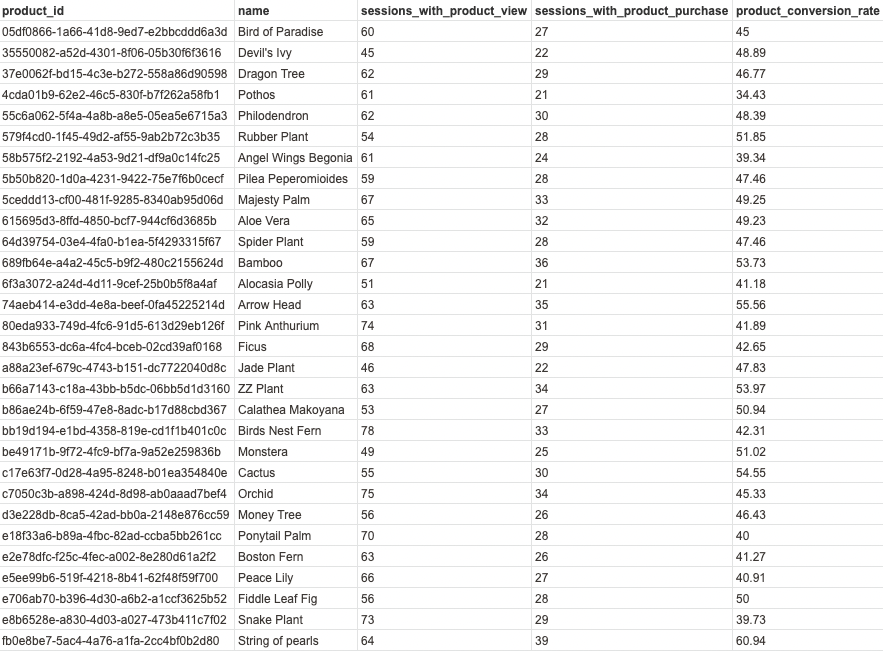 product_id name sessions_with_product_view sessions_with_product_purchase product_conversion_rate
05df0866-1a66-41d8-9ed7-e2bbcddd6a3d Bird of Paradise 60 27 45
35550082-a52d-4301-8f06-05b30f6f3616 Devil's Ivy 45 22 48.89
37e0062f-bd15-4c3e-b272-558a86d90598 Dragon Tree 62 29 46.77
4cda01b9-62e2-46c5-830f-b7f262a58fb1 Pothos 61 21 34.43
55c6a062-5f4a-4a8b-a8e5-05ea5e6715a3 Philodendron 62 30 48.39
579f4cd0-1f45-49d2-af55-9ab2b72c3b35 Rubber Plant 54 28 51.85
58b575f2-2192-4a53-9d21-df9a0c14fc25 Angel Wings Begonia 61 24 39.34
5b50b820-1d0a-4231-9422-75e7f6b0cecf Pilea Peperomioides 59 28 47.46
5ceddd13-cf00-481f-9285-8340ab95d06d Majesty Palm 67 33 49.25
615695d3-8ffd-4850-bcf7-944cf6d3685b Aloe Vera 65 32 49.23
64d39754-03e4-4fa0-b1ea-5f4293315f67 Spider Plant 59 28 47.46
689fb64e-a4a2-45c5-b9f2-480c2155624d Bamboo 67 36 53.73
6f3a3072-a24d-4d11-9cef-25b0b5f8a4af Alocasia Polly 51 21 41.18
74aeb414-e3dd-4e8a-beef-0fa45225214d Arrow Head 63 35 55.56
80eda933-749d-4fc6-91d5-613d29eb126f Pink Anthurium 74 31 41.89
843b6553-dc6a-4fc4-bceb-02cd39af0168 Ficus 68 29 42.65
a88a23ef-679c-4743-b151-dc7722040d8c Jade Plant 46 22 47.83
b66a7143-c18a-43bb-b5dc-06bb5d1d3160 ZZ Plant 63 34 53.97
b86ae24b-6f59-47e8-8adc-b17d88cbd367 Calathea Makoyana 53 27 50.94
bb19d194-e1bd-4358-819e-cd1f1b401c0c Birds Nest Fern 78 33 42.31
be49171b-9f72-4fc9-bf7a-9a52e259836b Monstera 49 25 51.02
c17e63f7-0d28-4a95-8248-b01ea354840e Cactus 55 30 54.55
c7050c3b-a898-424d-8d98-ab0aaad7bef4 Orchid 75 34 45.33
d3e228db-8ca5-42ad-bb0a-2148e876cc59 Money Tree 56 26 46.43
e18f33a6-b89a-4fbc-82ad-ccba5bb261cc Ponytail Palm 70 28 40
e2e78dfc-f25c-4fec-a002-8e280d61a2f2 Boston Fern 63 26 41.27
e5ee99b6-519f-4218-8b41-62f48f59f700 Peace Lily 66 27 40.91
e706ab70-b396-4d30-a6b2-a1ccf3625b52 Fiddle Leaf Fig 56 28 50
e8b6528e-a830-4d03-a027-473b411c7f02 Snake Plant 73 29 39.73
fb0e8be7-5ac4-4a76-a1fa-2cc4bf0b2d80 String of pearls 64 39 60.94